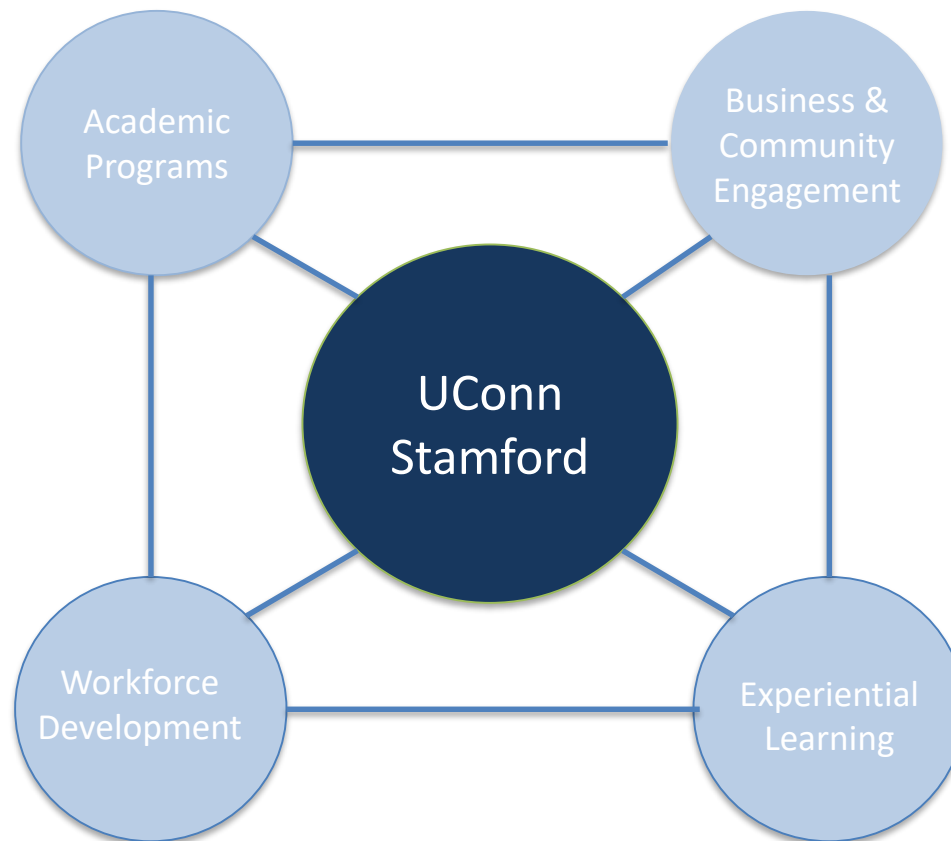 Academic
Programs
Business &
Community
Engagement
UConn
Stamford
Workforce
Development
Experiential
Learning